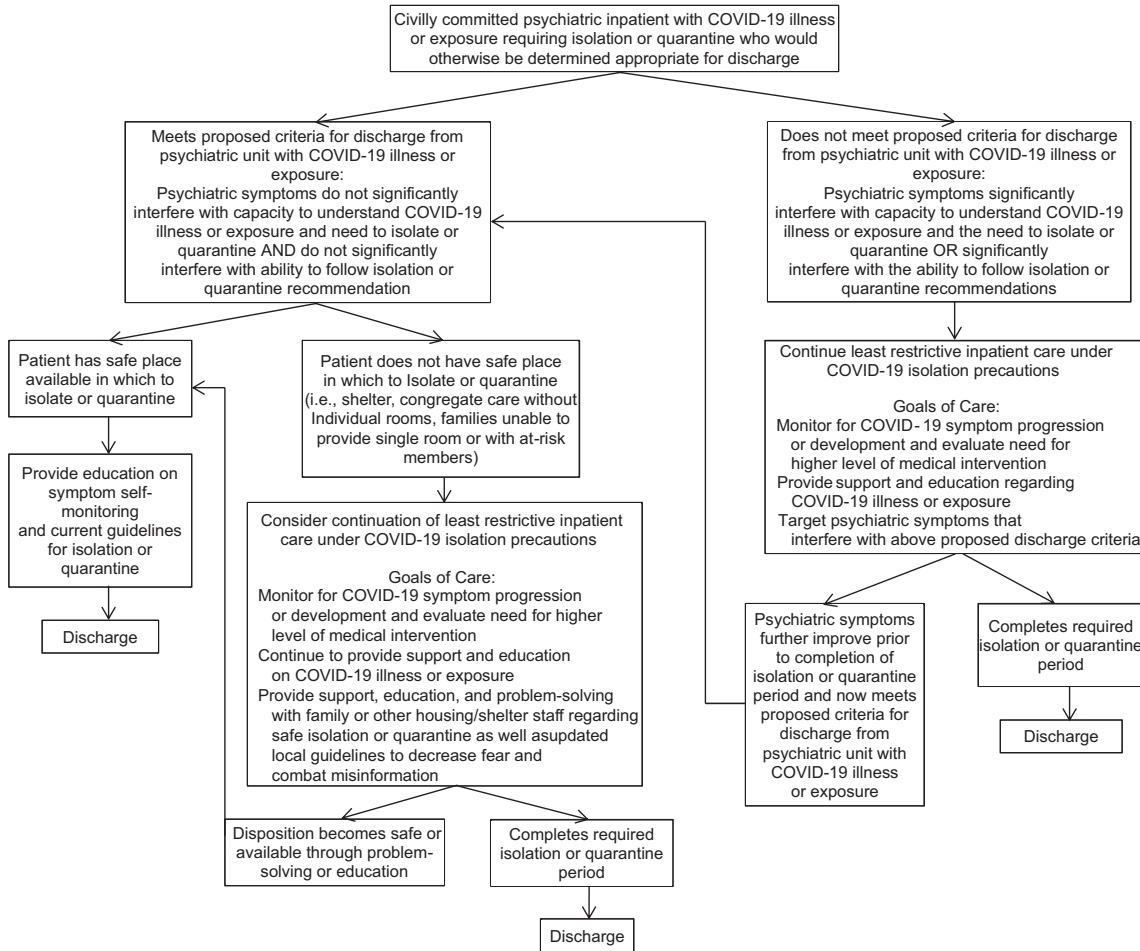 Civilly committed psychiatric inpatient with COVID-19 illness
or exposure requiring isolation or quarantine who would
otherwise be determined appropriate for discharge
Meets proposed criteria for discharge from
psychiatric unit with COVID-19 illness or
exposure:
Psychiatric symptoms do not significantly
interfere with capacity to understand COVID-19
illness or exposure and need to isolate or
quarantine AND do not significantly
interfere with ability to follow isolation or
quarantine recommendation
Does not meet proposed criteria for discharge
from psychiatric unit with COVID-19 illness or
exposure:
Psychiatric symptoms significantly
interfere with capacity to understand COVID-19
illness or exposure and the need to isolate or
quarantine OR significantly
interfere with the ability to follow isolation or
quarantine recommendations
Patient has safe place
available in which to
isolate or quarantine
Patient does not have safe place
in which to Isolate or quarantine
(i.e., shelter, congregate care without
Individual rooms, families unable to
provide single room or with at-risk
members)
Continue least restrictive inpatient care under
COVID-19 isolation precautions
Goals of Care:
Monitor for COVID-19 symptom progression
or development and evaluate need for
higher level of medical intervention
Provide support and education regarding
COVID-19 illness or exposure
Target psychiatric symptoms that
interfere with above proposed discharge criteria
Provide education on
symptom self-
monitoring
and current guidelines
for isolation or
quarantine
Discharge
Consider continuation of least restrictive inpatient
care under COVID-19 isolation precautions
Goals of Care:
Monitor for COVID-19 symptom progression
or development and evaluate need for higher
level of medical intervention
Continue to provide support and education
on COVID-19 illness or exposure
Provide support, education, and problem-solving
with family or other housing/shelter staff regarding
safe isolation or quarantine as well asupdated
local guidelines to decrease fear and
combat misinformation
Psychiatric symptoms
further improve prior
to completion of
isolation or quarantine
period and now meets
proposed criteria for
discharge from
psychiatric unit with
COVID-19 illness
or exposure
Completes required
isolation or quarantine
period
Discharge
Disposition becomes safe or
available through problem-
solving or education
Completes required
isolation or quarantine
period
Discharge